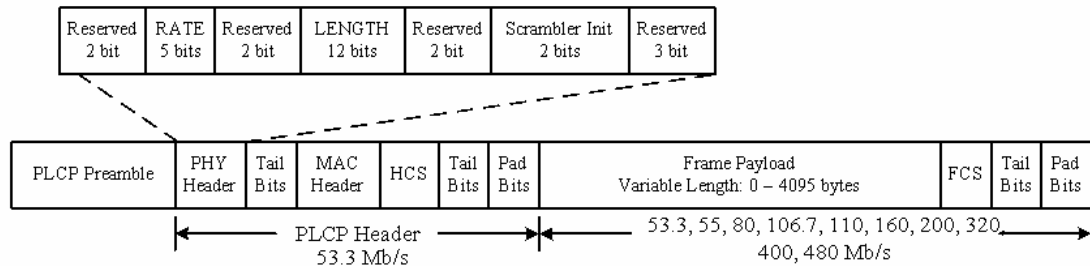 Reserved 2 bit
RATE 5 bits
Reserved 2 bit
LENGTH 12 bits
Reserved 2 bit
Scrambler Init 2 bits
Reserved 3 bit
PLCP Preamble
PHY Header
Tail Bits
MAC Header
HCS
Tail Bits
Pad Bits
Frame Payload
Variable Length: 0 – 4095 bytes
FCS
Tail Bits
Pad Bits
PLCP Header
53.3 Mb/s
53.3, 55, 80, 106.7, 110, 160, 200, 320,
400, 480 Mb/s